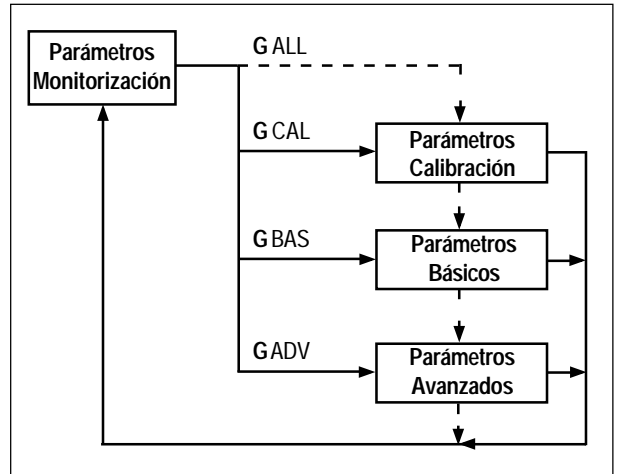 Parámetros
Monitorización
G ALL
G CAL
Parámetros
Calibración
G BAS
Parámetros
Básicos
G ADV
Parámetros
Avanzados